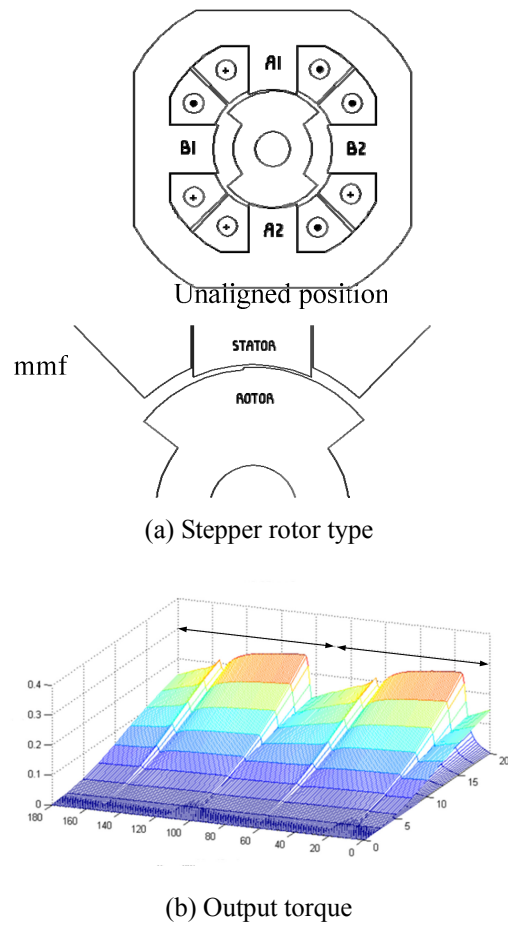 A1
B1
B2
A2
Unaligned position
mmf
STATOR
ROTOR
(a) Stepper rotor type
0.4
0.3
0.2
0.1
0
180
160
140
120
100
80
60
40
20
0
0
5
10
15
20
(b) Output torque